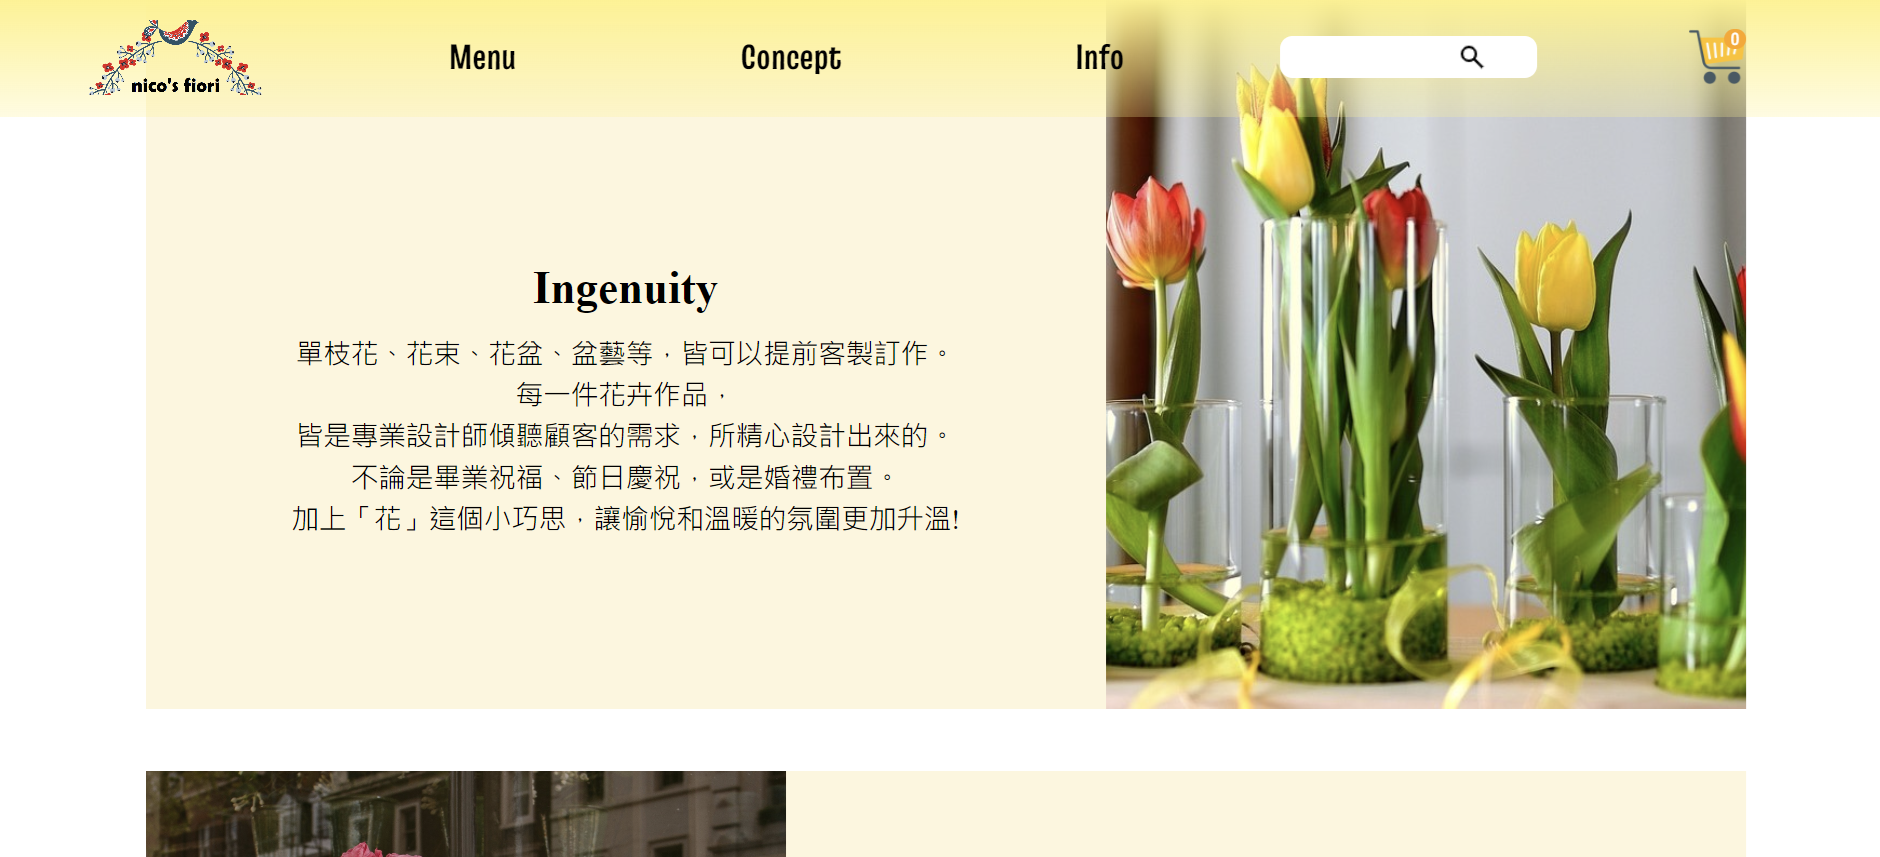 nico's fiori
Menu
Concept
Info
0
Ingenuity
單枝花、花束、花盆、盆藝等，皆可以提前客製訂作。
每一件花卉作品，
皆是專業設計師傾聽顧客的需求，所精心設計出來的。
不論是畢業祝福、節日慶祝，或是婚禮布置。
加上「花」這個小巧思，讓愉悅和溫暖的氛圍更加升溫!